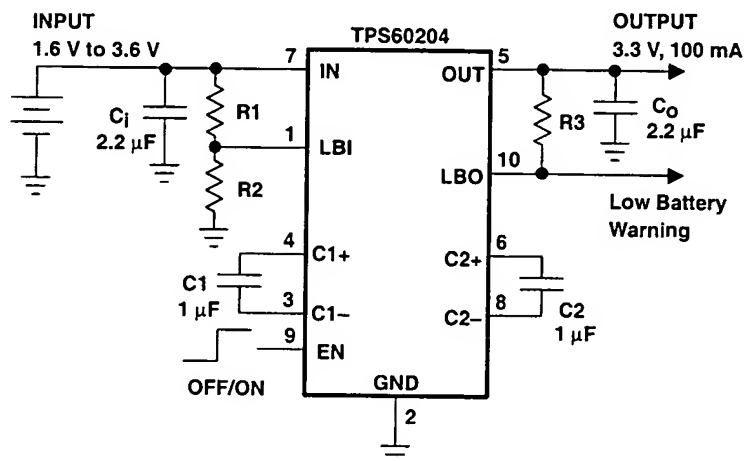 INPUT
1.6 V to 3.6 V
TPS60204
OUTPUT
3.3 V, 100 mA
7
IN
OUT
5
Ci
2.2 µF
R1
R3
Co
2.2 µF
1
LBI
R2
LBO
10
Low Battery
Warning
4
C1+
C2+
6
C1
1 µF
3
C1–
C2–
8
C2
1 µF
9
EN
OFF/ON
GND
2